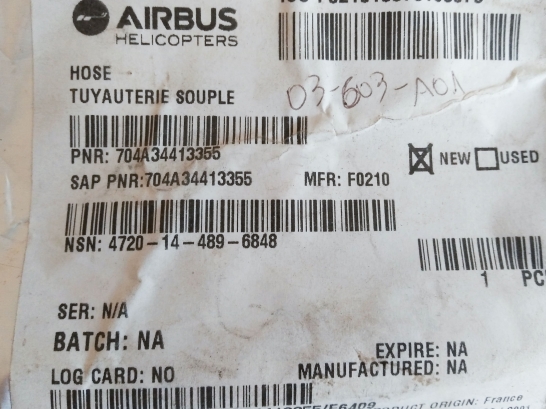 AIRBUS
HELICOPTERS
HOSE
TUYAUTERIE SOUPLE
03-603-A01
PNR: 704A34413355
NEW USED
SAP PNR:704A34413355 MFR: F0210
NSN: 4720-14-489-6848
1 PC
SER: N/A
BATCH: NA
EXPIRE: NA
LOG CARD: NO MANUFACTURED: NA
ORIGIN: France